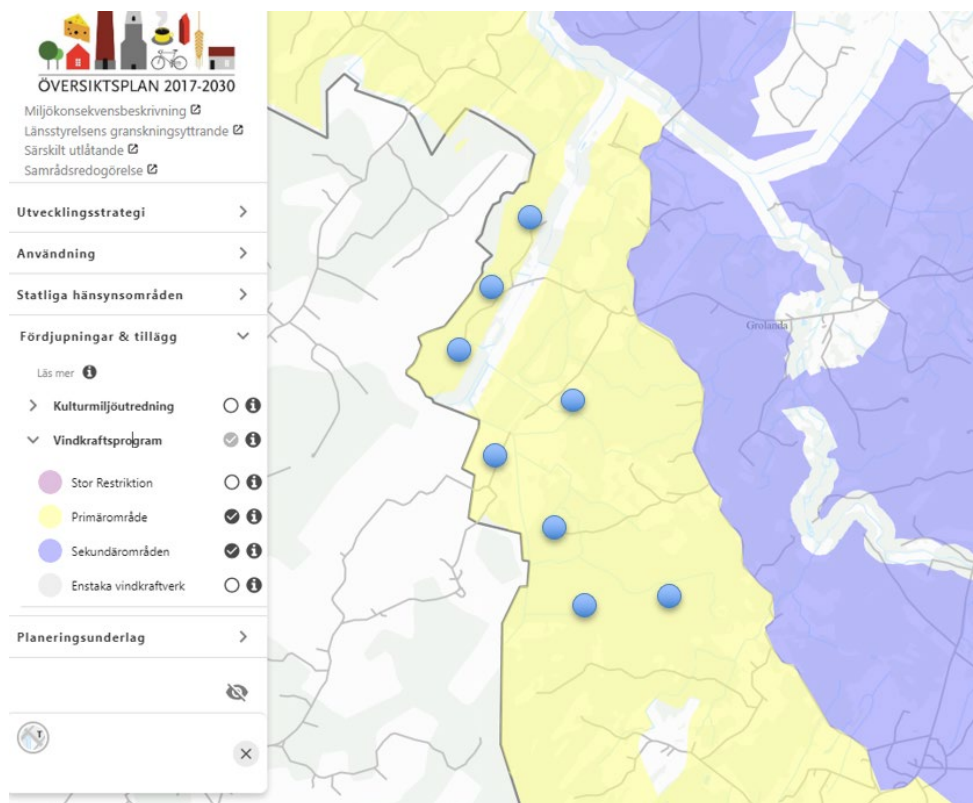 ÖVERSIKTSPLAN 2017-2030
Miljökonsekvensbeskrivning
Länsstyrelsens granskningsyttrande
Särskilt utlåtande
Samrådsredogörelse
Utvecklingsstrategi
Användning
Statliga hänsynsområden
Fördjupningar & tillägg
Läs mer
Kulturmiljöutredning
Vindkraftsprogram
Stor Restriktion
Primärområde
Sekundärområden
Enstaka vindkraftverk
Planeringsunderlag
T
Grolanda